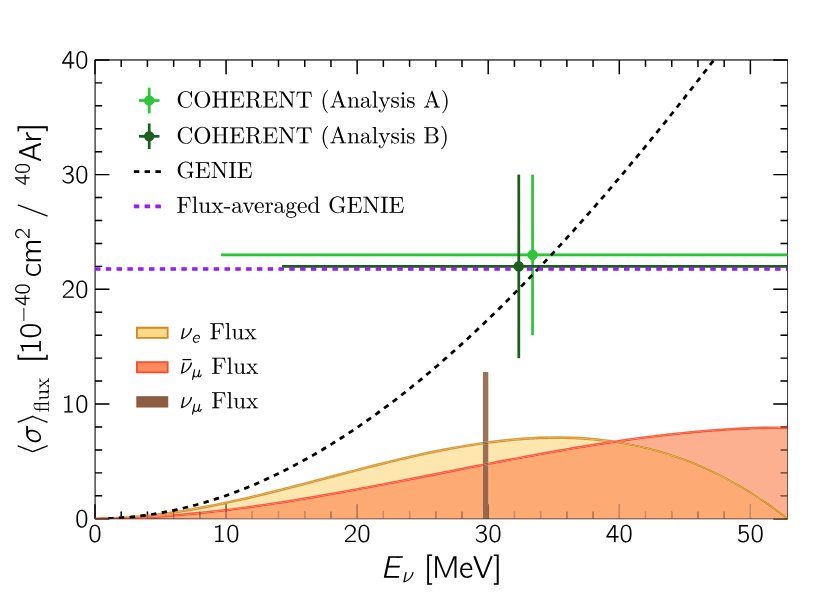 40
30
20
10
0
⟨σ⟩flux [10⁻⁴⁰ cm² / ⁴⁰Ar]
COHERENT (Analysis A)
COHERENT (Analysis B)
GENIE
Flux-averaged GENIE
νₑ Flux
ν̄μ Flux
νμ Flux
0 10 20 30 40 50
Eν [MeV]